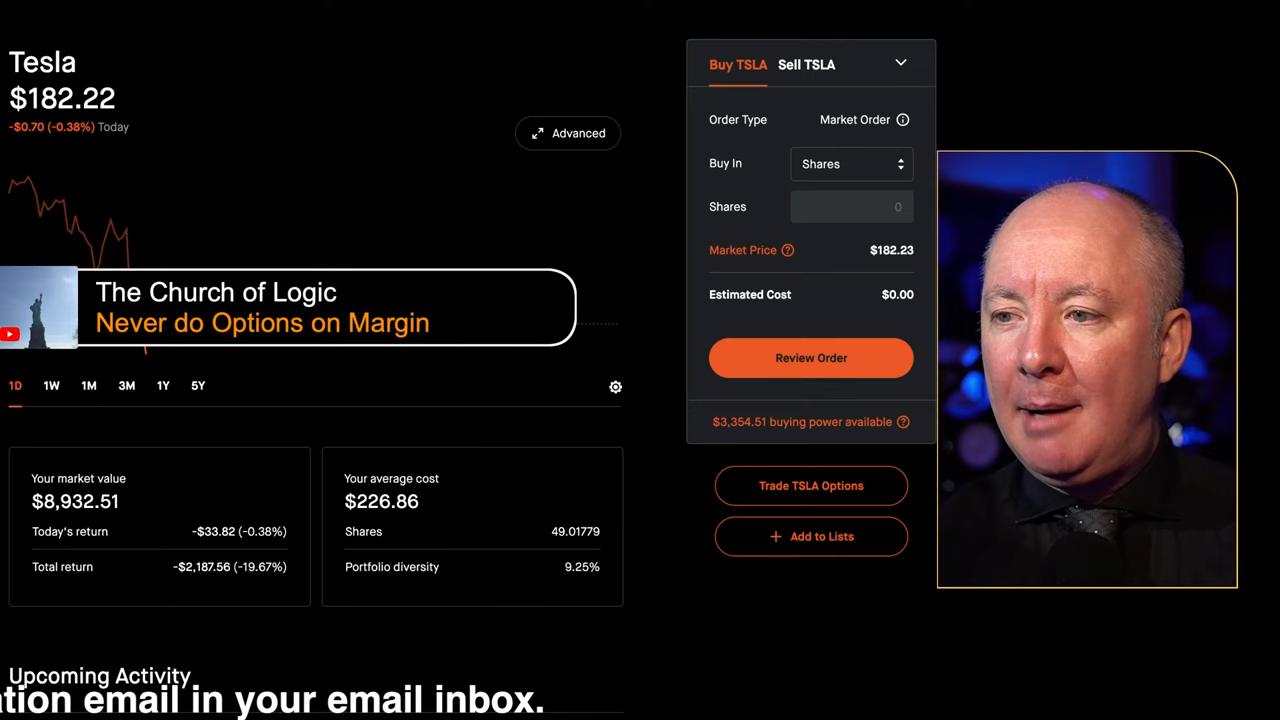 Tesla
$182.22
-$0.70 (-0.38%) Today
Advanced
The Church of Logic
Never do Options on Margin
1D 1W 1M 3M 1Y 5Y
Your market value
$8,932.51
Today's return -$33.82 (-0.38%)
Total return -$2,187.56 (-19.67%)
Your average cost
$226.86
Shares 49.01779
Portfolio diversity 9.25%
Upcoming Activity
email in your email inbox.
Buy TSLA Sell TSLA
Order Type Market Order
Buy In Shares
Shares 0
Market Price $182.23
Estimated Cost $0.00
Review Order
$3,354.51 buying power available
Trade TSLA Options
+ Add to Lists